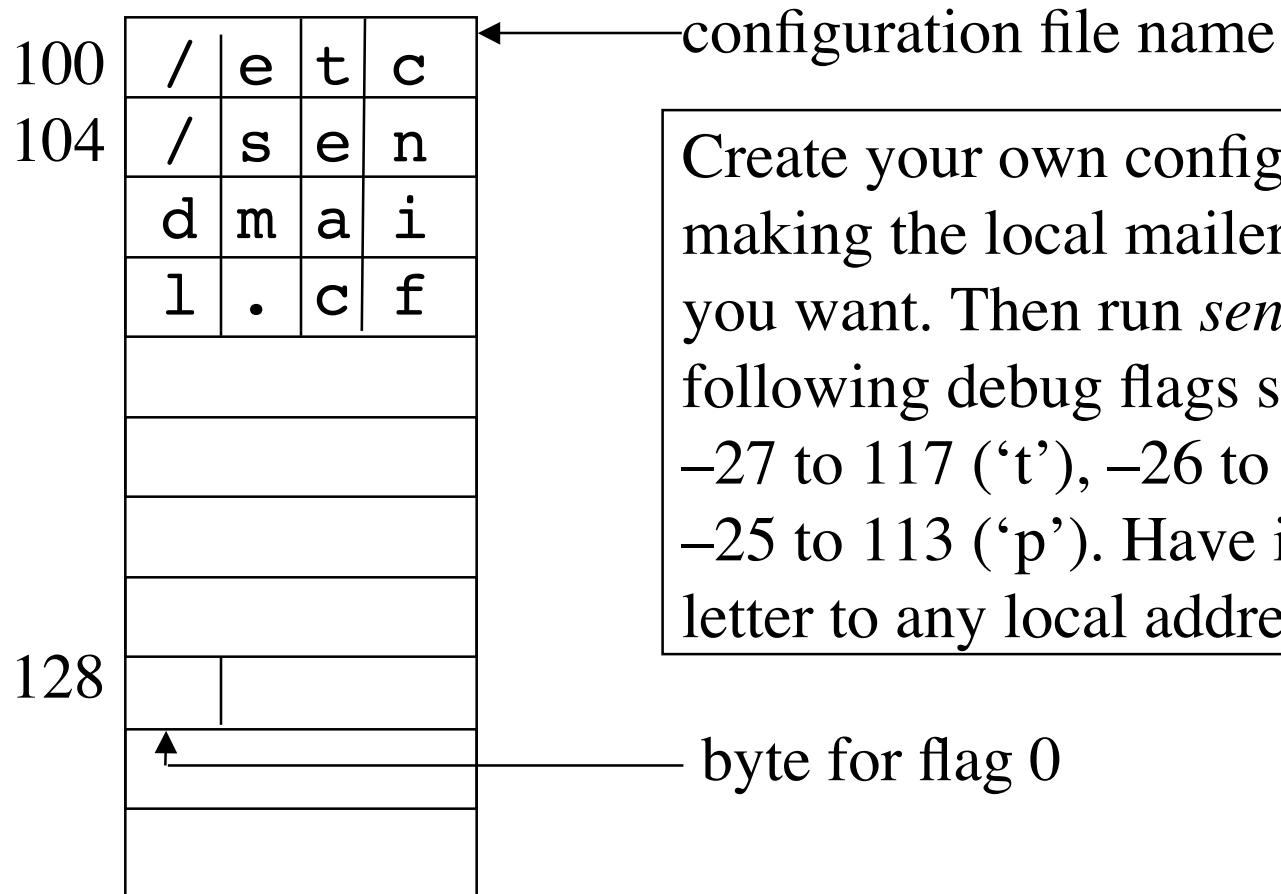 configuration file name
100 / e t c
104 / s e n
d m a i
l . c f
128
Create your own config
making the local mailer
you want. Then run sen
following debug flags s
–27 to 117 (‘t’), –26 to
–25 to 113 (‘p’). Have i
letter to any local addre
byte for flag 0